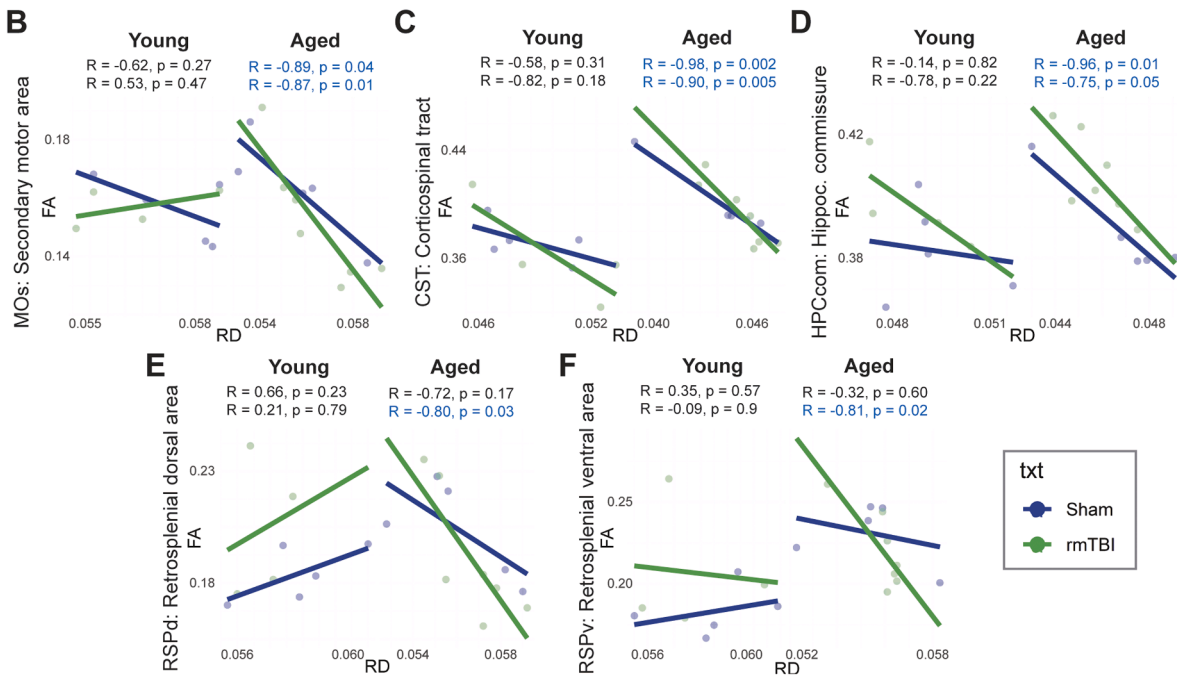 B
Young Aged
R = -0.62, p = 0.27 R = -0.89, p = 0.04
R = 0.53, p = 0.47 R = -0.87, p = 0.01
MOs: Secondary motor area
FA
0.18
0.14
0.055 0.058 0.054 0.058
RD
C
Young Aged
R = -0.58, p = 0.31 R = -0.98, p = 0.002
R = -0.82, p = 0.18 R = -0.90, p = 0.005
CST: Corticospinal tract
0.44
FA
0.36
0.046 0.052 0.040 0.046
RD
D
Young Aged
R = -0.14, p = 0.82 R = -0.96, p = 0.01
R = -0.78, p = 0.22 R = -0.75, p = 0.05
HPCcom: Hippoc. commissure
0.42
FA
0.38
0.048 0.051 0.044 0.048
RD
E
Young Aged
R = 0.66, p = 0.23 R = -0.72, p = 0.17
R = 0.21, p = 0.79 R = -0.80, p = 0.03
RSPd: Retrosplenial dorsal area
0.23
FA
0.18
0.056 0.060 0.054 0.058
RD
F
Young Aged
R = 0.35, p = 0.57 R = -0.32, p = 0.60
R = -0.09, p = 0.9 R = -0.81, p = 0.02
RSPv: Retrosplenial ventral area
0.25
FA
0.20
0.056 0.060 0.052 0.058
RD
txt
Sham
rmTBI